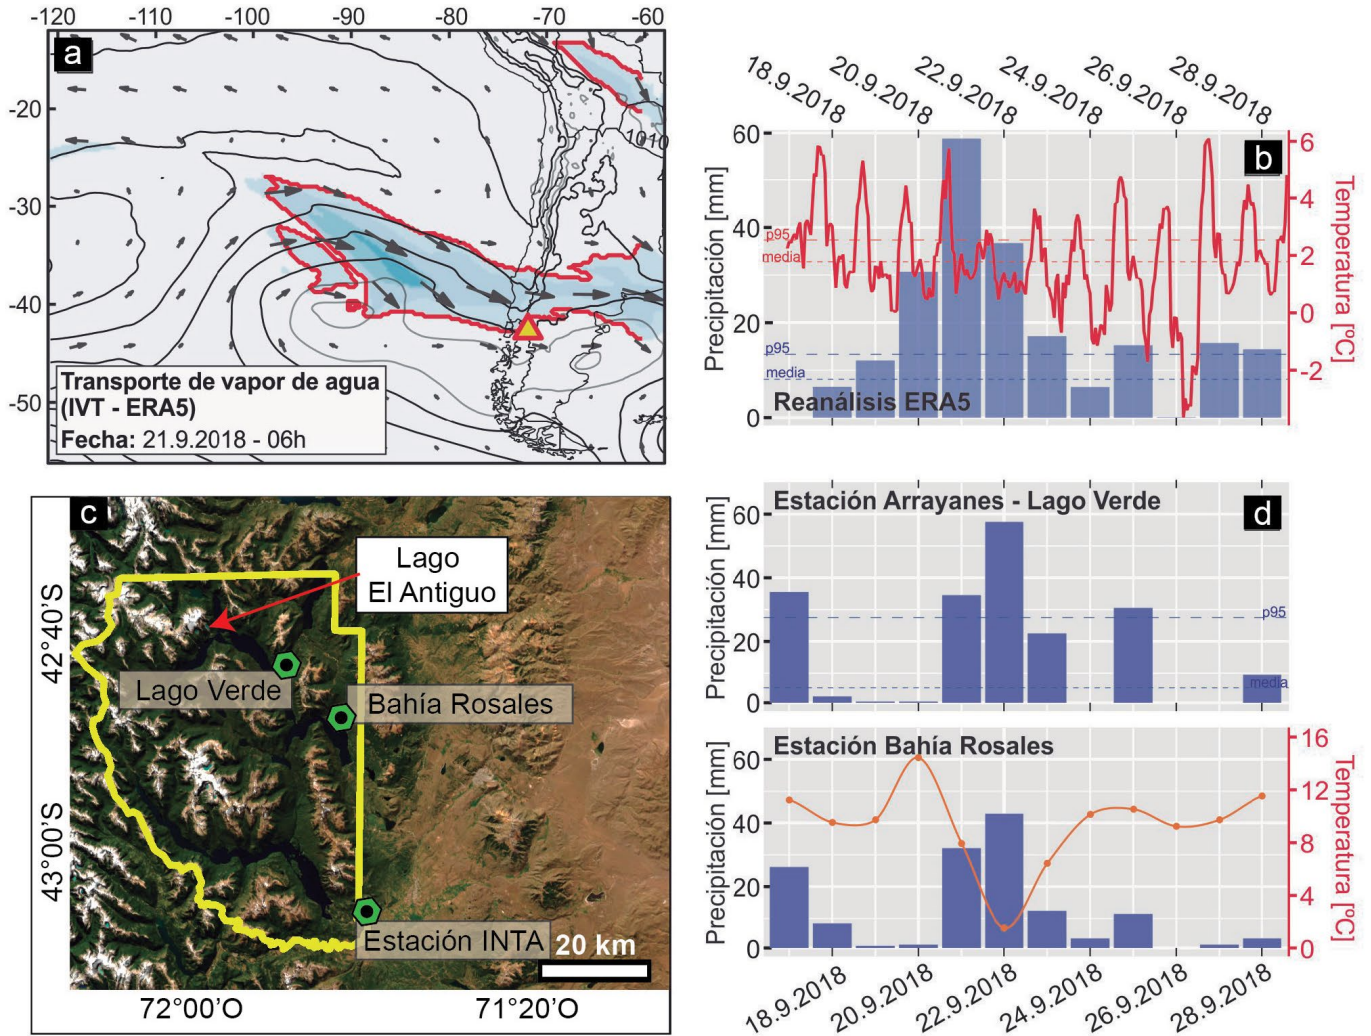 -120 -110 -100 -90 -80 -70 -60
a
-20
-30
-40
-50
1010
Transporte de vapor de agua
(IVT - ERA5)
Fecha: 21.9.2018 - 06h
18.9.2018 20.9.2018 22.9.2018 24.9.2018 26.9.2018 28.9.2018
b
Precipitación [mm]
60
40
20
0
p95
media
p95
media
Reanálisis ERA5
6
4
2
0
-2
Temperatura [ºC]
c
Lago
El Antiguo
Lago Verde
Bahía Rosales
Estación INTA
20 km
42°40'S
43°00'S
72°00'O 71°20'O
Estación Arrayanes - Lago Verde
d
Precipitación [mm]
60
40
20
0
p95
media
Estación Bahía Rosales
Precipitación [mm]
60
40
20
0
16
12
8
4
0
Temperatura [ºC]
18.9.2018 20.9.2018 22.9.2018 24.9.2018 26.9.2018 28.9.2018